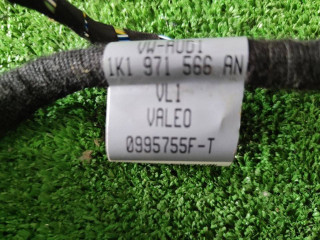 VW-AUDI
1K1 971 566 AN
VL1
VALEO
0995755F-T